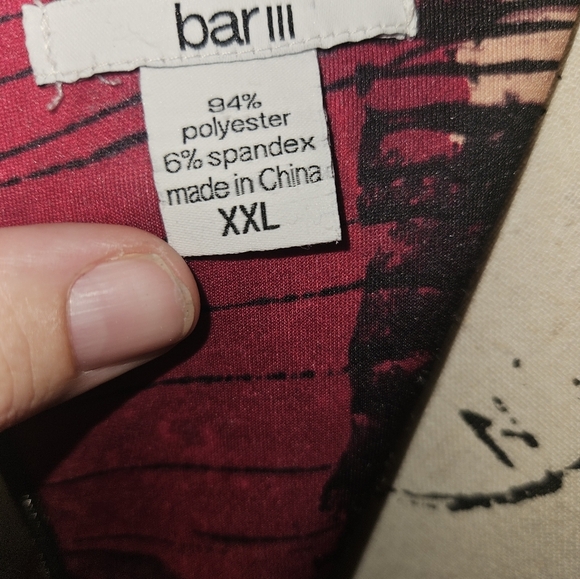 bar III
94%
polyester
6% spandex
made in China
XXL